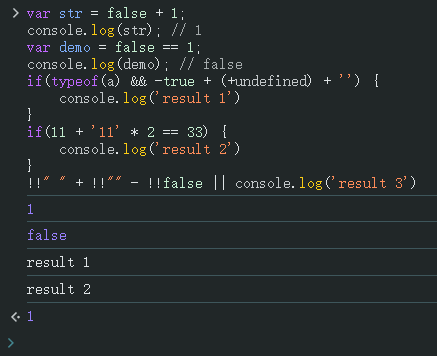 var str = false + 1;
console.log(str); // 1
var demo = false == 1;
console.log(demo); // false
if(typeof(a) && -true + (+undefined) + '') {
    console.log('result 1')
}
if(11 + '11' * 2 == 33) {
    console.log('result 2')
}
!!" " + !!"" - !!false || console.log('result 3')
1
false
result 1
result 2
1